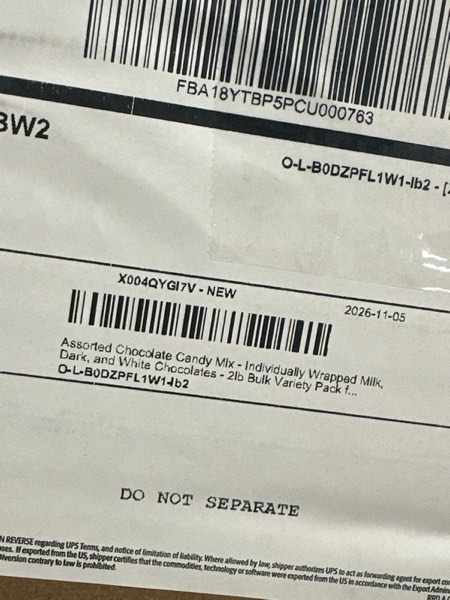 FBA18YTBP5PCU000763
BW2
O-L-B0DZPFL1W1-lb2 - [
X004QYGI7V - NEW
2026-11-05
Assorted Chocolate Candy Mix - Individually Wrapped Milk,
Dark, and White Chocolates - 2lb Bulk Variety Pack f...
O-L-B0DZPFL1W1-lb2
DO NOT SEPARATE
N REVERSE regarding UPS Terms, and notice of limitation of liability. Where allowed by law, shipper authorizes UPS to act as forwarding agent for export co
oses. If exported from the US, shipper certifies that the commodities, technology or software were exported from the US in accordance with the Export Admin
Diversion contrary to law is prohibited.